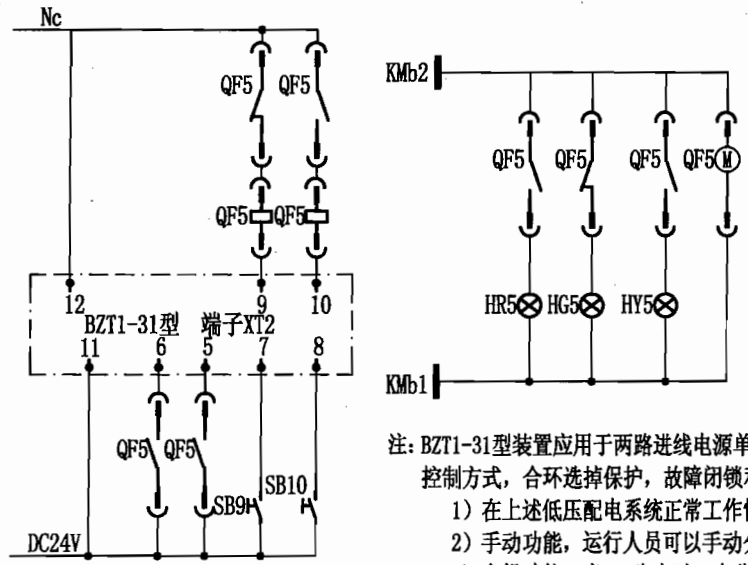 Nc
QF5 QF5
QF5 QF5
12 9 10
BZT1-31型 端子XT2
11 6 5 7 8
QF5 QF5
SB9 SB10
DC24V
KMb2
QF5 QF5 QF5 QF5 M
HR5 HG5 HY5
KMb1
注：BZT1-31型装置应用于两路进线电源单
控制方式，合环选掉保护，故障闭锁
1）在上述低压配电系统正常工作
2）手动功能，运行人员可以手动